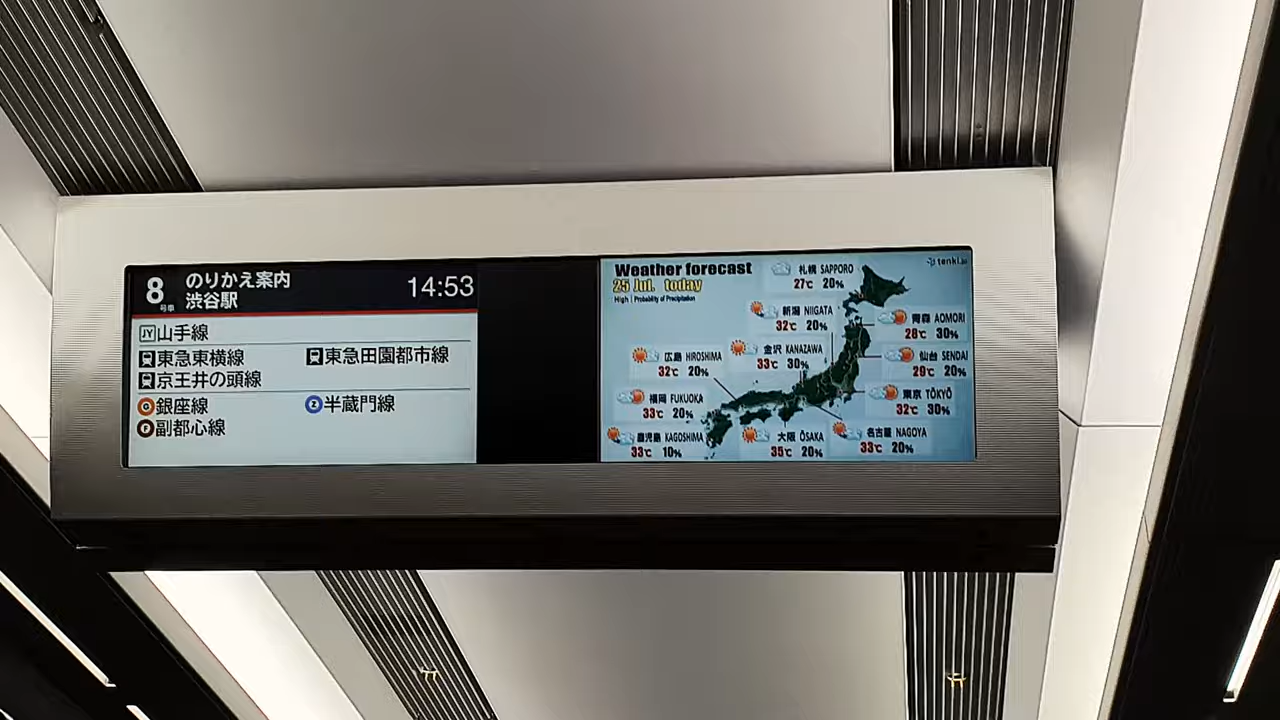 8
号車
のりかえ案内
渋谷駅
14:53
JY 山手線
東急東横線
東急田園都市線
京王井の頭線
G 銀座線
Z 半蔵門線
F 副都心線
Weather forecast
25 Jul. today
High | Probability of Precipitation
tenki.jp
札幌 SAPPORO
27℃ 20%
新潟 NIIGATA
32℃ 20%
青森 AOMORI
28℃ 30%
広島 HIROSHIMA
32℃ 20%
金沢 KANAZAWA
33℃ 30%
仙台 SENDAI
29℃ 20%
福岡 FUKUOKA
33℃ 20%
東京 TŌKYŌ
32℃ 30%
鹿児島 KAGOSHIMA
33℃ 10%
大阪 ŌSAKA
35℃ 20%
名古屋 NAGOYA
33℃ 20%